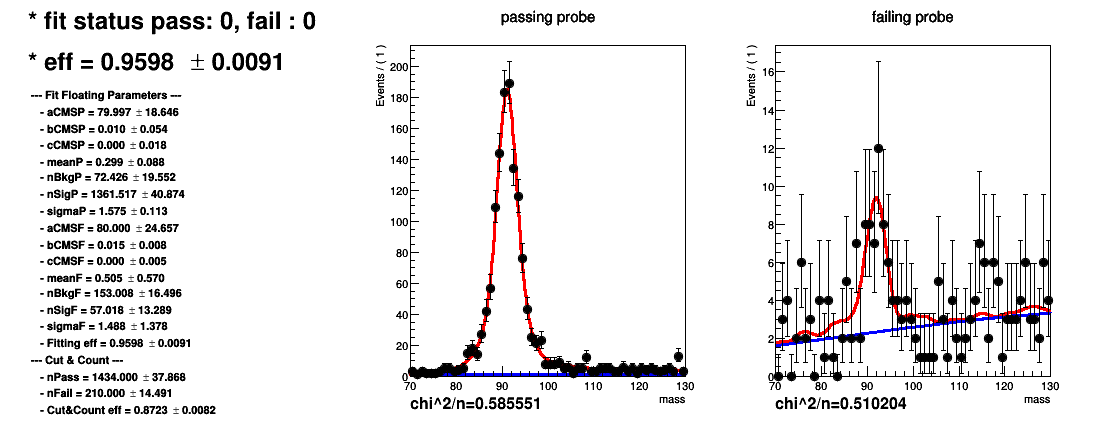 * fit status pass: 0, fail : 0
* eff = 0.9598 ± 0.0091
--- Fit Floating Parameters ---
- aCMSP = 79.997 ± 18.646
- bCMSP = 0.010 ± 0.054
- cCMSP = 0.000 ± 0.018
- meanP = 0.299 ± 0.088
- nBkgP = 72.426 ± 19.552
- nSigP = 1361.517 ± 40.874
- sigmaP = 1.575 ± 0.113
- aCMSF = 80.000 ± 24.657
- bCMSF = 0.015 ± 0.008
- cCMSF = 0.000 ± 0.005
- meanF = 0.505 ± 0.570
- nBkgF = 153.008 ± 16.496
- nSigF = 57.018 ± 13.289
- sigmaF = 1.488 ± 1.378
- Fitting eff = 0.9598 ± 0.0091
--- Cut & Count ---
- nPass = 1434.000 ± 37.868
- nFail = 210.000 ± 14.491
- Cut&Count eff = 0.8723 ± 0.0082
passing probe
Events / ( 1 )
200
180
160
140
120
100
80
60
40
20
0
70 80 90 100 110 120 130
mass
chi^2/n=0.585551
failing probe
Events / ( 1 )
16
14
12
10
8
6
4
2
0
70 80 90 100 110 120 130
mass
chi^2/n=0.510204